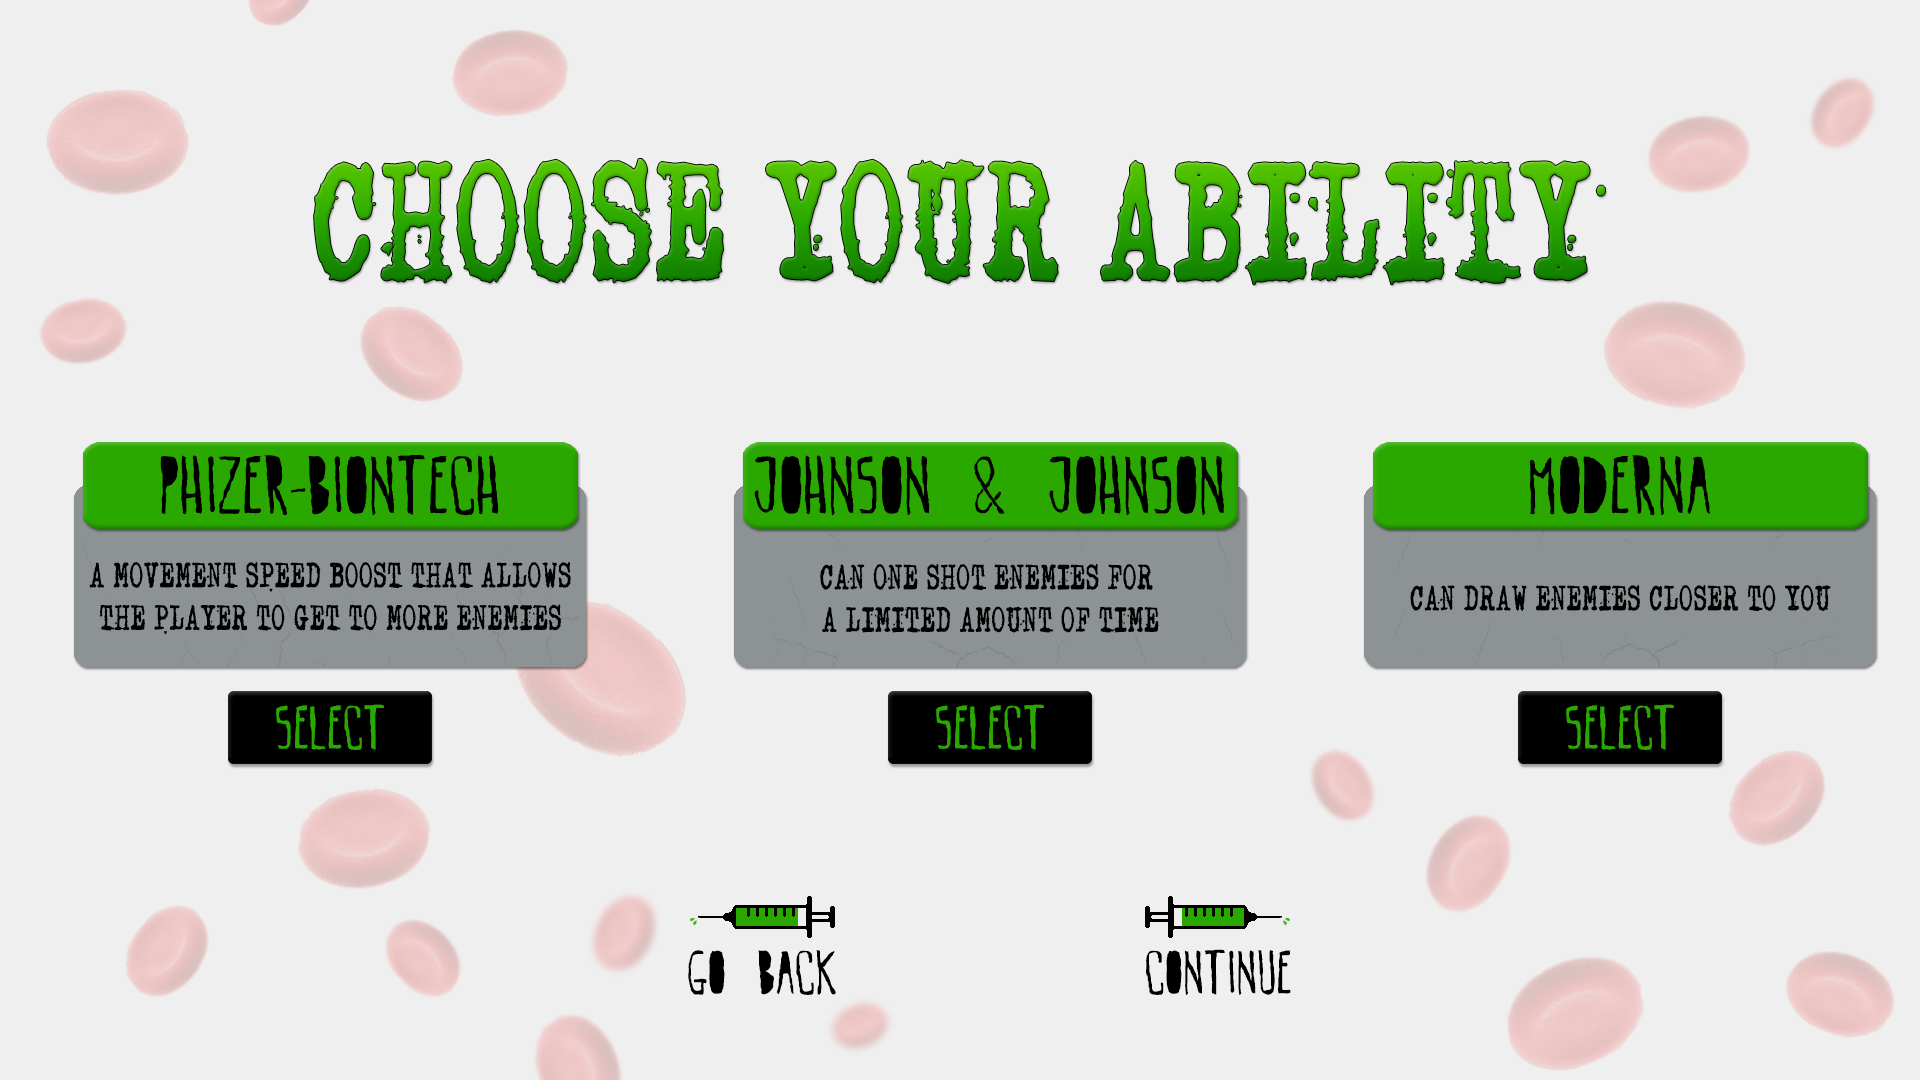 CHOOSE YOUR ABILITY
PHIZER-BIONTECH
A MOVEMENT SPEED BOOST THAT ALLOWS
THE PLAYER TO GET TO MORE ENEMIES
SELECT
JOHNSON & JOHNSON
CAN ONE SHOT ENEMIES FOR
A LIMITED AMOUNT OF TIME
SELECT
MODERNA
CAN DRAW ENEMIES CLOSER TO YOU
SELECT
GO BACK
CONTINUE